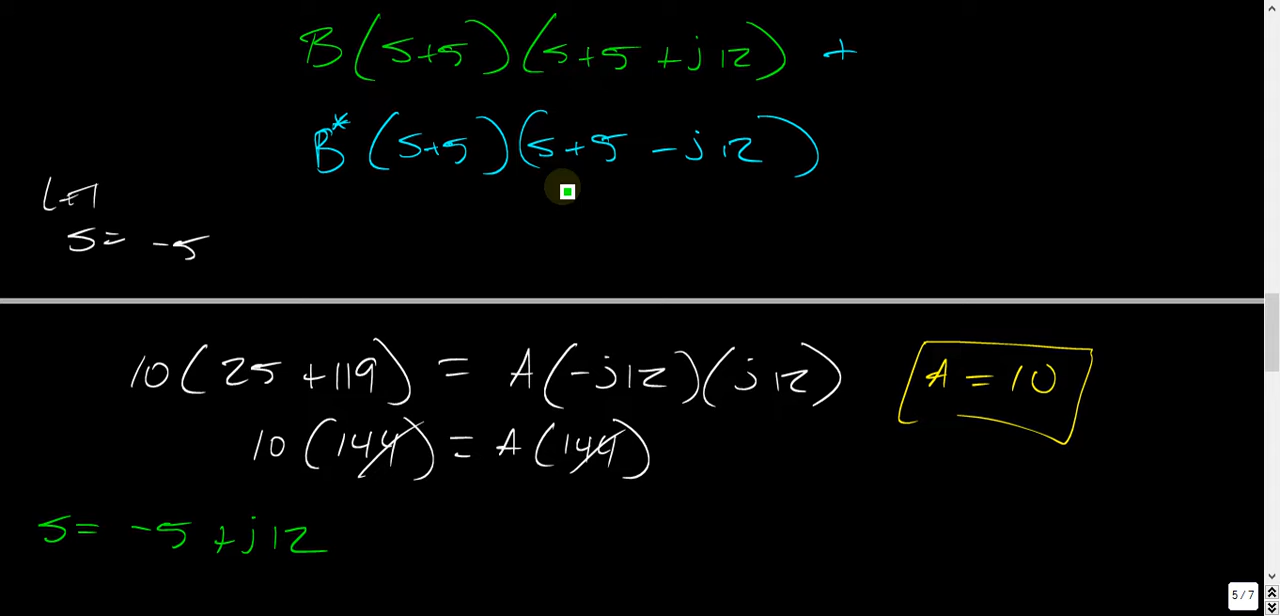 B(s+5)(s+5+j12) +
B*(s+5)(s+5-j12)
LET
s= -5
10(25+119) = A(-j12)(j12)
A = 10
10(144) = A(144)
s= -5+j12
5 / 7